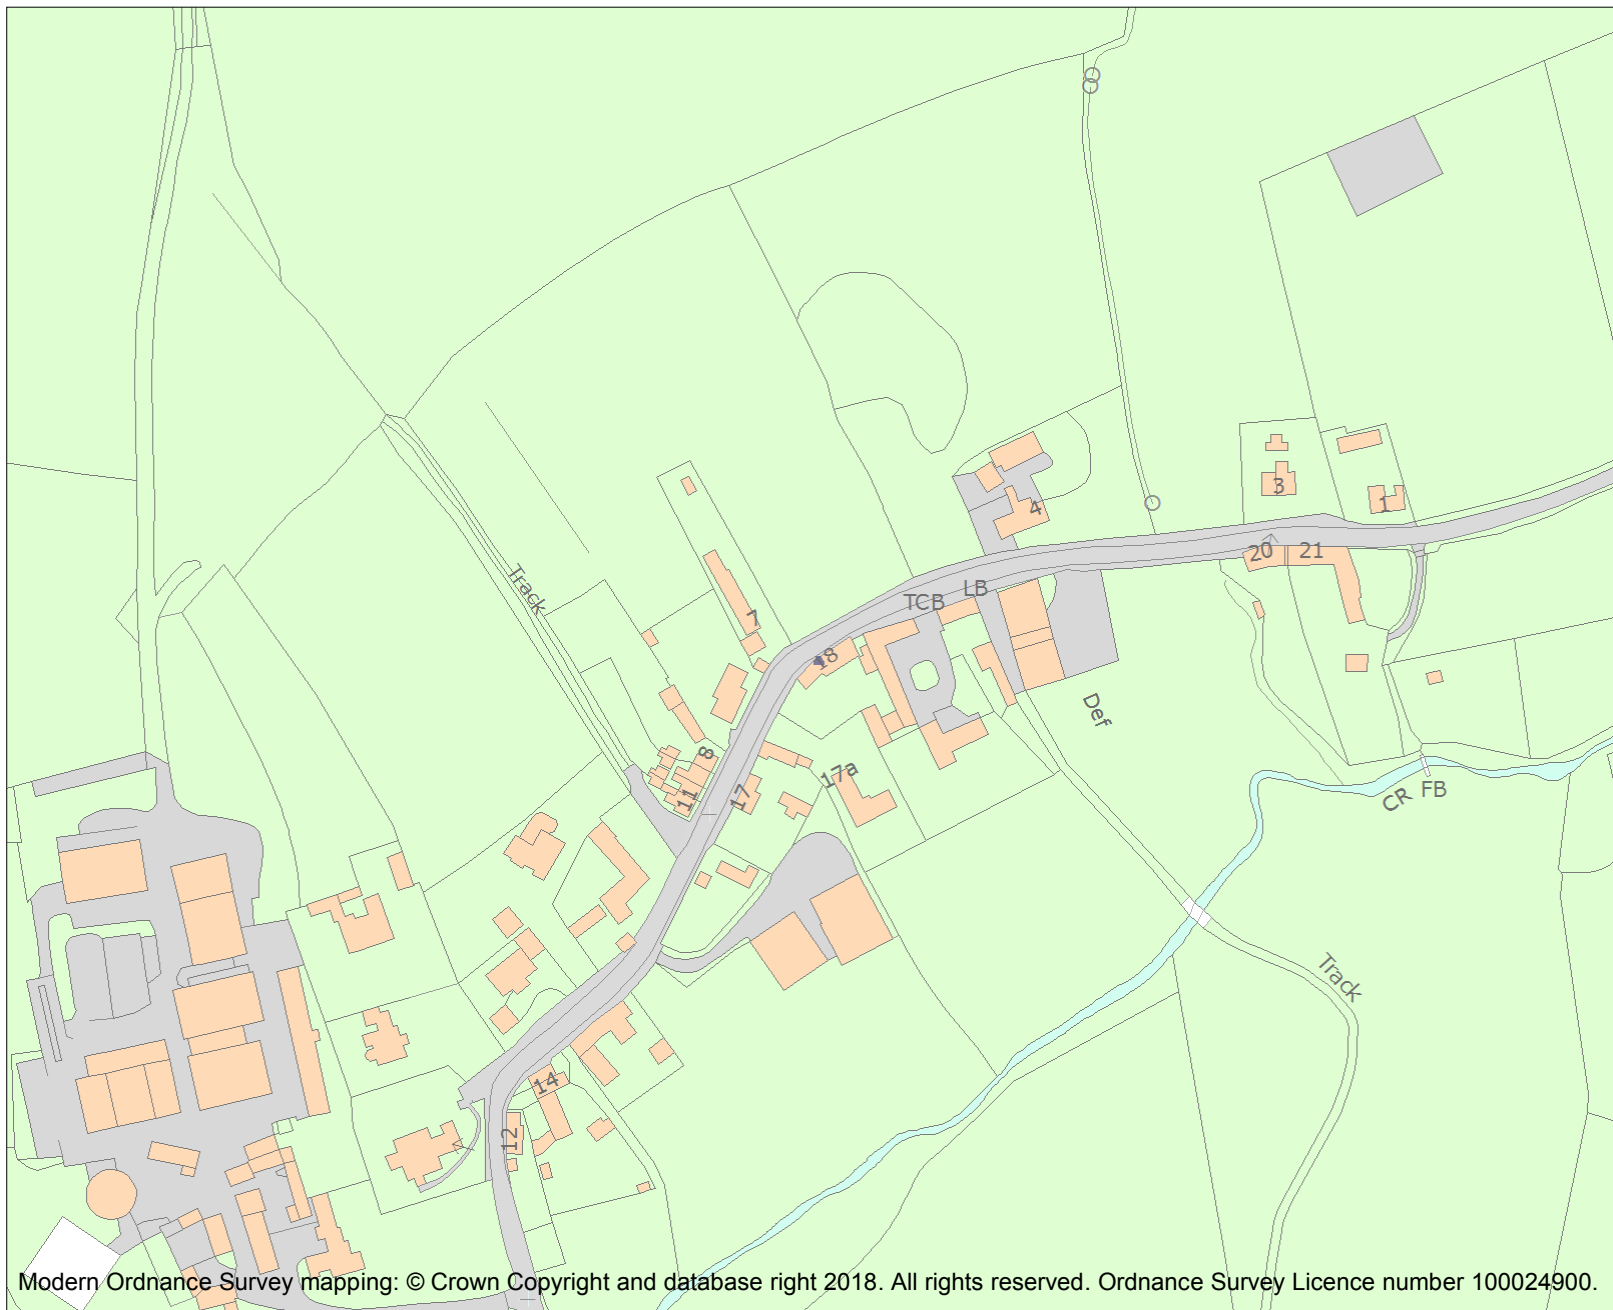 3
1
4
20
21
Track
LB
TCB
7
18
Def
8
17a
11
17
FB
CR
Track
14
12
Modern Ordnance Survey mapping: © Crown Copyright and database right 2018. All rights reserved. Ordnance Survey Licence number 100024900.